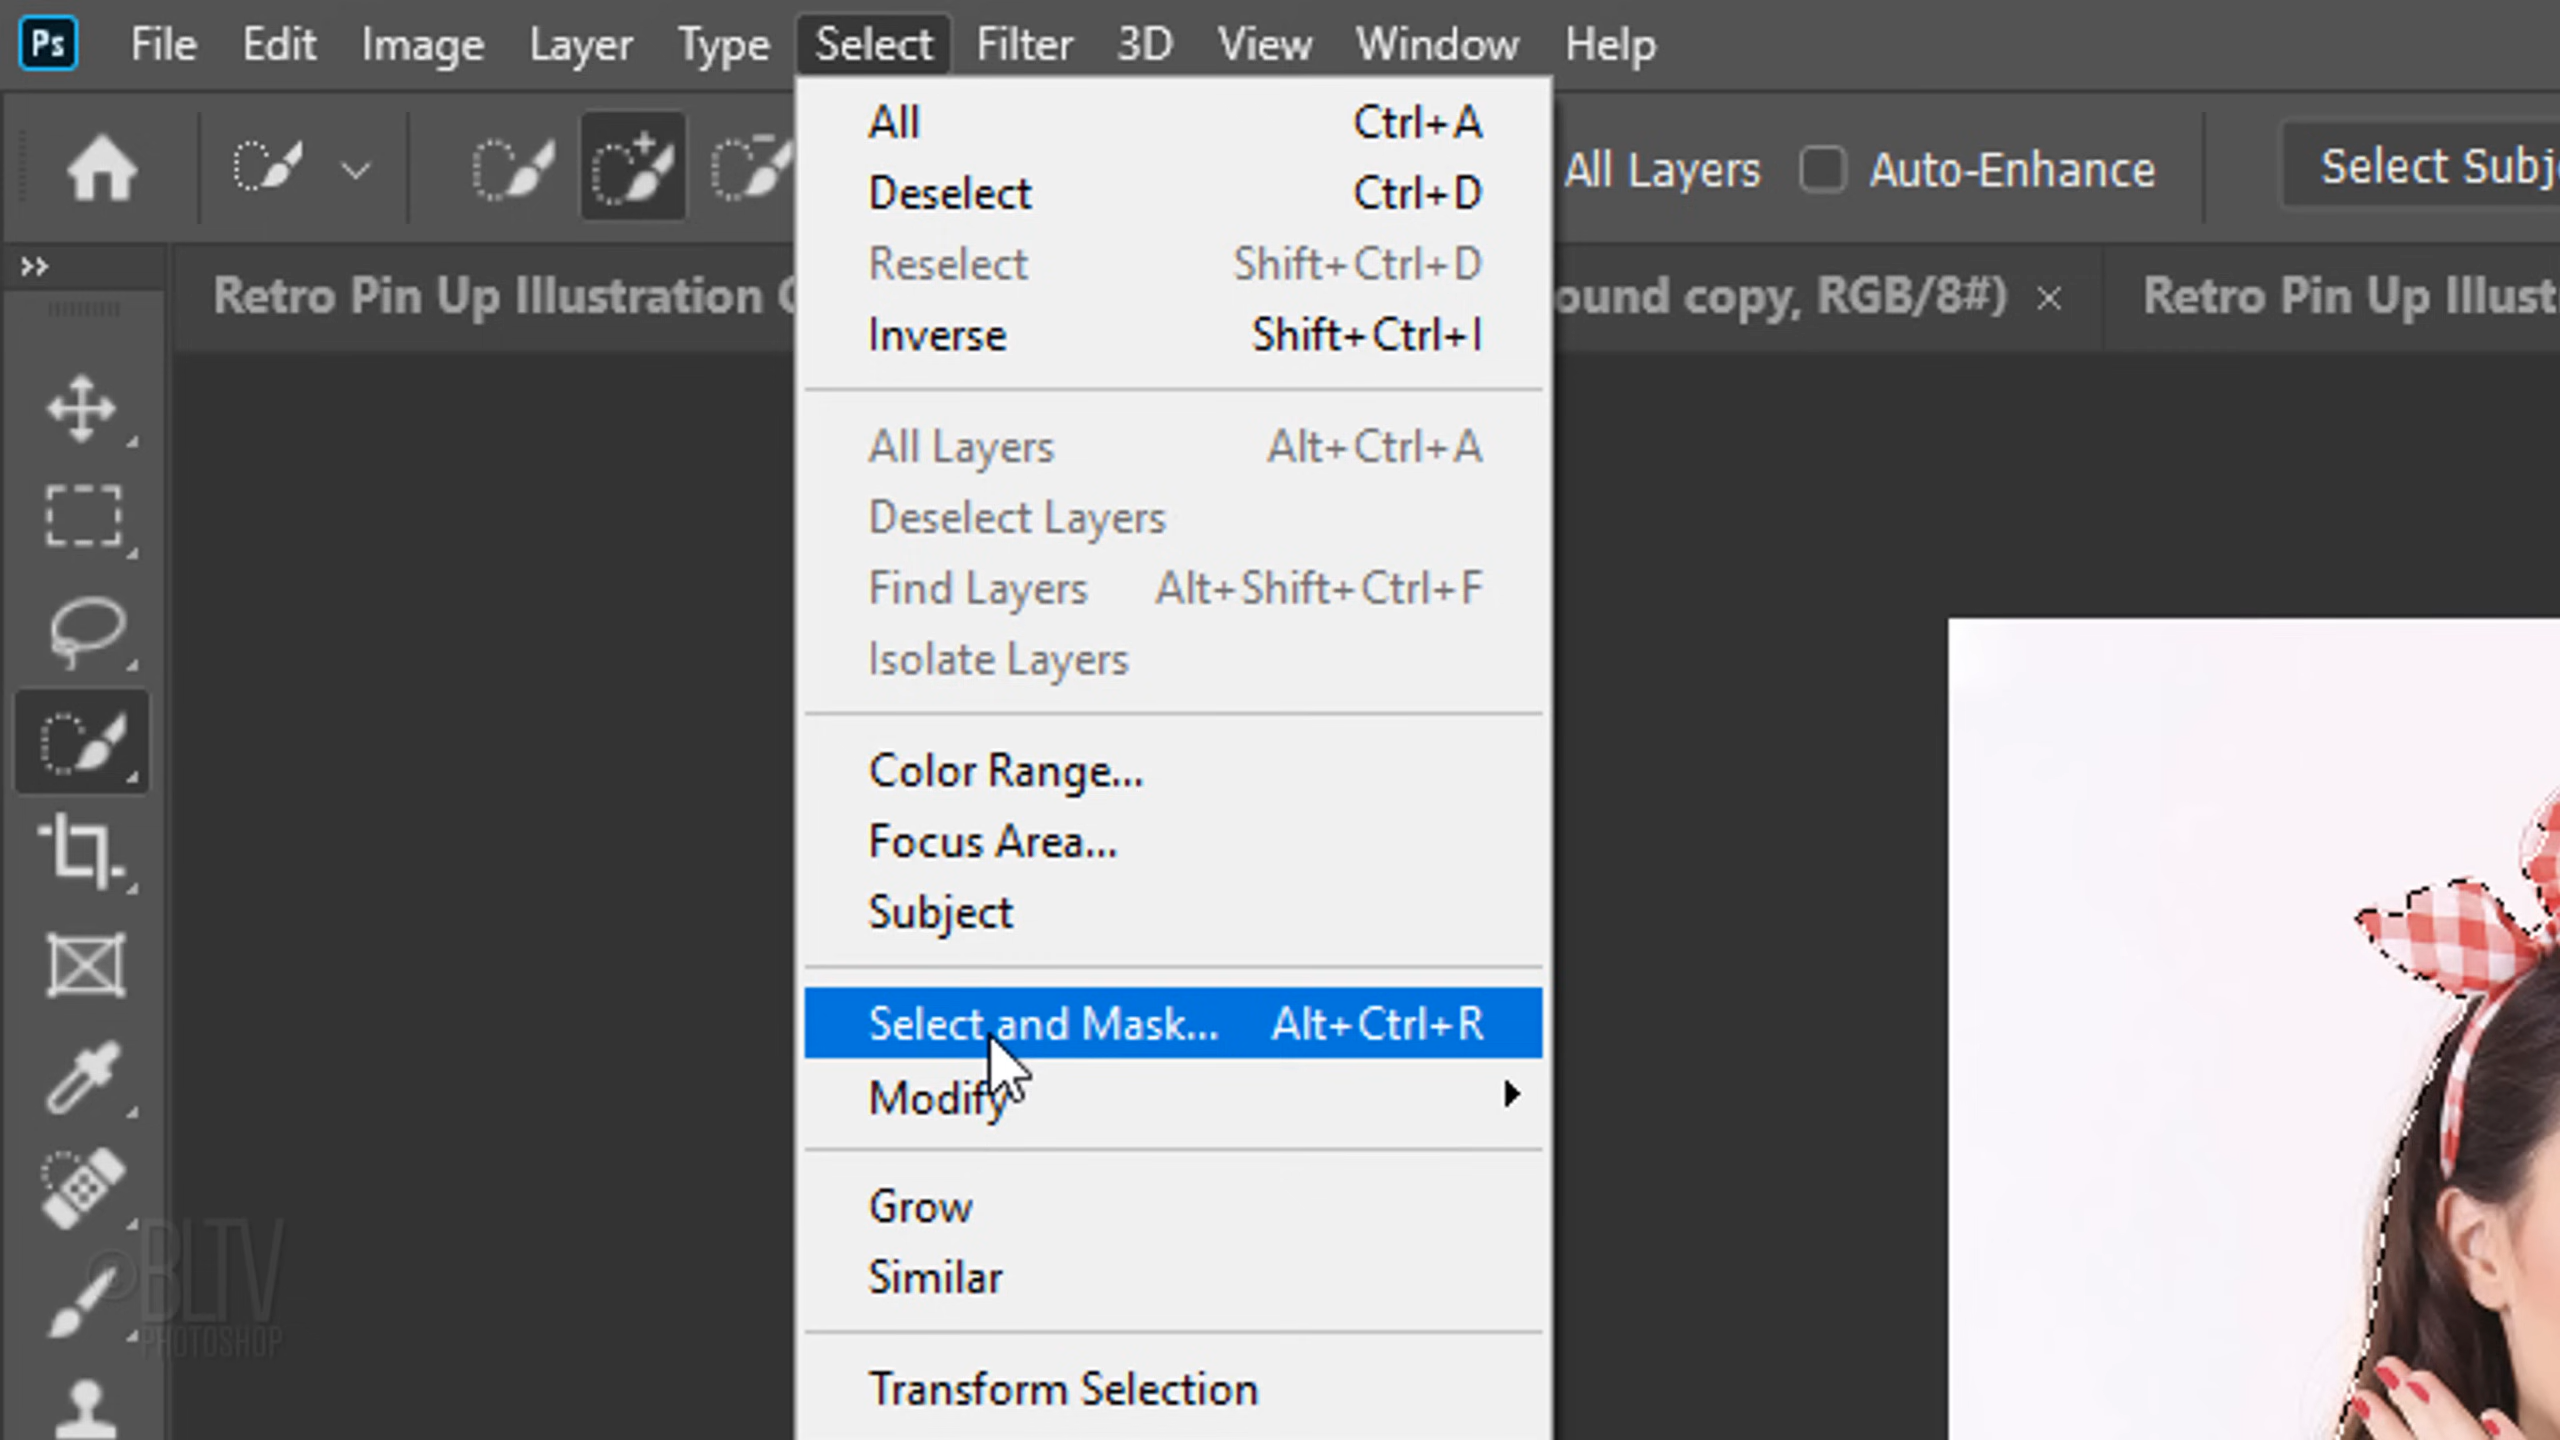 Ps File Edit Image Layer Type Select Filter 3D View Window Help
All Layers Auto-Enhance Select Subj
Retro Pin Up Illustration ound copy, RGB/8#) × Retro Pin Up Illust
All Ctrl+A
Deselect Ctrl+D
Reselect Shift+Ctrl+D
Inverse Shift+Ctrl+I
All Layers Alt+Ctrl+A
Deselect Layers
Find Layers Alt+Shift+Ctrl+F
Isolate Layers
Color Range...
Focus Area...
Subject
Select and Mask... Alt+Ctrl+R
Modify
Grow
Similar
Transform Selection
©BLTV
PHOTOSHOP